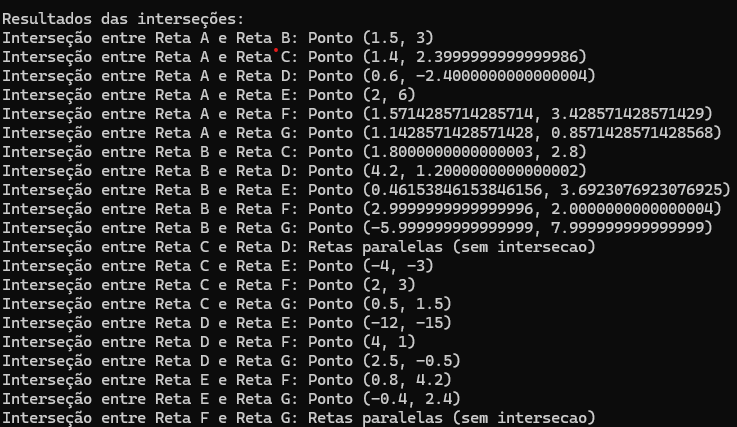 Resultados das interseções:
Interseção entre Reta A e Reta B: Ponto (1.5, 3)
Interseção entre Reta A e Reta C: Ponto (1.4, 2.3999999999999986)
Interseção entre Reta A e Reta D: Ponto (0.6, -2.4000000000000004)
Interseção entre Reta A e Reta E: Ponto (2, 6)
Interseção entre Reta A e Reta F: Ponto (1.5714285714285714, 3.428571428571429)
Interseção entre Reta A e Reta G: Ponto (1.1428571428571428, 0.8571428571428568)
Interseção entre Reta B e Reta C: Ponto (1.8000000000000003, 2.8)
Interseção entre Reta B e Reta D: Ponto (4.2, 1.2000000000000002)
Interseção entre Reta B e Reta E: Ponto (0.46153846153846156, 3.6923076923076925)
Interseção entre Reta B e Reta F: Ponto (2.9999999999999996, 2.0000000000000004)
Interseção entre Reta B e Reta G: Ponto (-5.999999999999999, 7.999999999999999)
Interseção entre Reta C e Reta D: Retas paralelas (sem intersecao)
Interseção entre Reta C e Reta E: Ponto (-4, -3)
Interseção entre Reta C e Reta F: Ponto (2, 3)
Interseção entre Reta C e Reta G: Ponto (0.5, 1.5)
Interseção entre Reta D e Reta E: Ponto (-12, -15)
Interseção entre Reta D e Reta F: Ponto (4, 1)
Interseção entre Reta D e Reta G: Ponto (2.5, -0.5)
Interseção entre Reta E e Reta F: Ponto (0.8, 4.2)
Interseção entre Reta E e Reta G: Ponto (-0.4, 2.4)
Interseção entre Reta F e Reta G: Retas paralelas (sem intersecao)